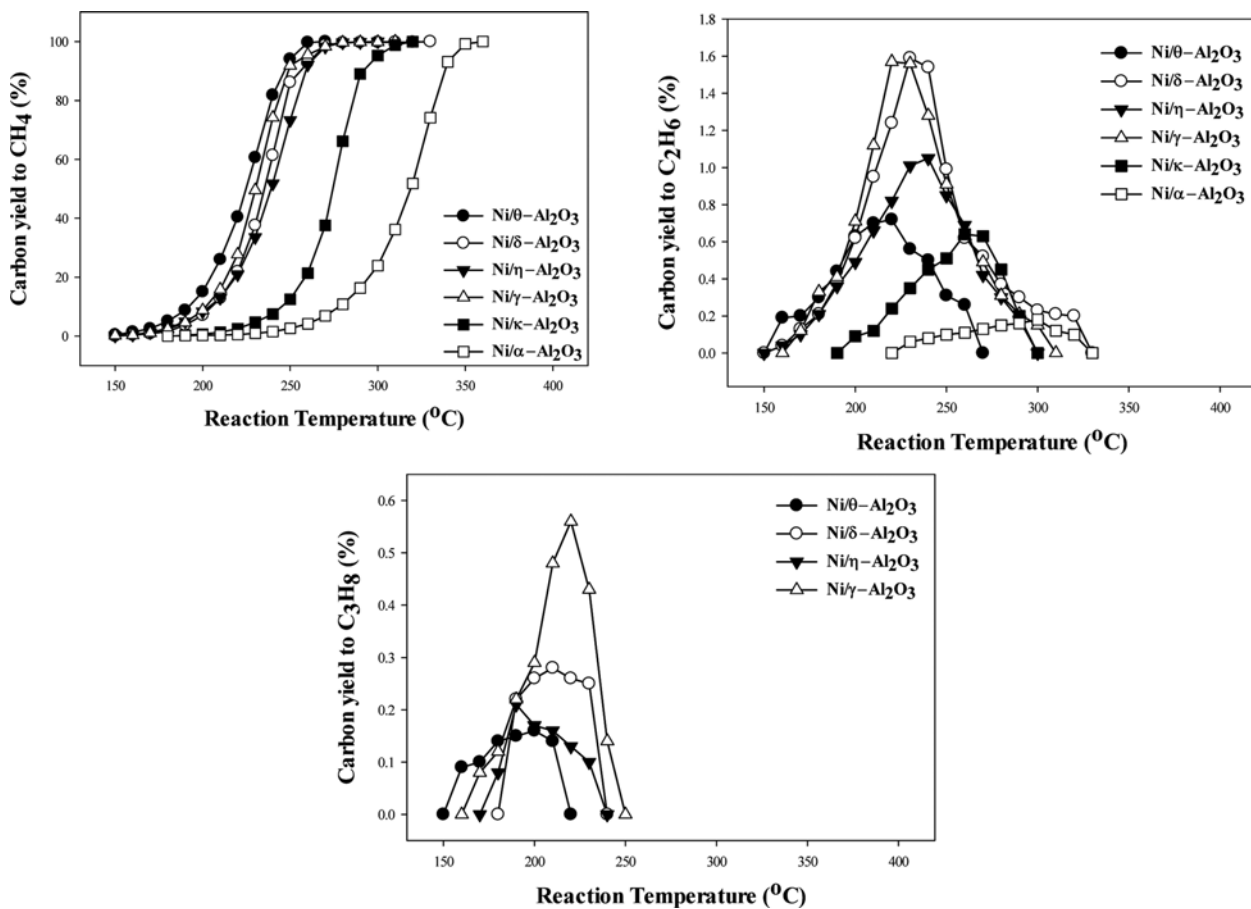 Carbon yield to CH4 (%)
100
80
60
40
20
0
Ni/θ-Al2O3
Ni/δ-Al2O3
Ni/η-Al2O3
Ni/γ-Al2O3
Ni/κ-Al2O3
Ni/α-Al2O3
150 200 250 300 350 400
Reaction Temperature (ºC)
Carbon yield to C2H6 (%)
1.8
1.6
1.4
1.2
1.0
0.8
0.6
0.4
0.2
0.0
Ni/θ-Al2O3
Ni/δ-Al2O3
Ni/η-Al2O3
Ni/γ-Al2O3
Ni/κ-Al2O3
Ni/α-Al2O3
150 200 250 300 350 400
Reaction Temperature (ºC)
Carbon yield to C3H8 (%)
0.6
0.5
0.4
0.3
0.2
0.1
0.0
Ni/θ-Al2O3
Ni/δ-Al2O3
Ni/η-Al2O3
Ni/γ-Al2O3
150 200 250 300 350 400
Reaction Temperature (ºC)